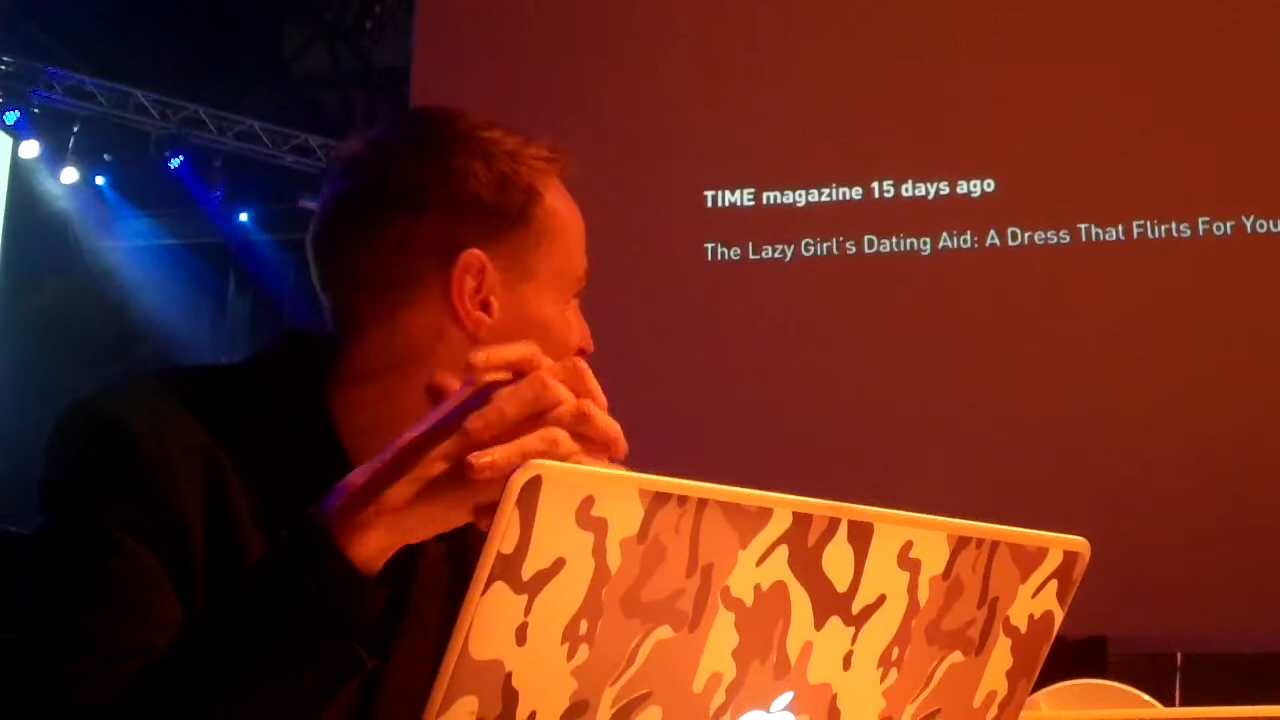 TIME magazine 15 days ago
The Lazy Girl's Dating Aid: A Dress That Flirts For You